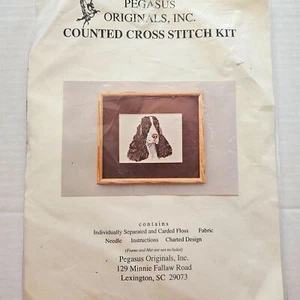 PEGASUS
ORIGINALS, INC.
COUNTED CROSS STITCH KIT
contains
Individually Separated and Carded Floss Fabric
Needle Instructions Charted Design
(Frame and Mat are not included)
Pegasus Originals, Inc.
129 Minnie Fallaw Road
Lexington, SC 29073